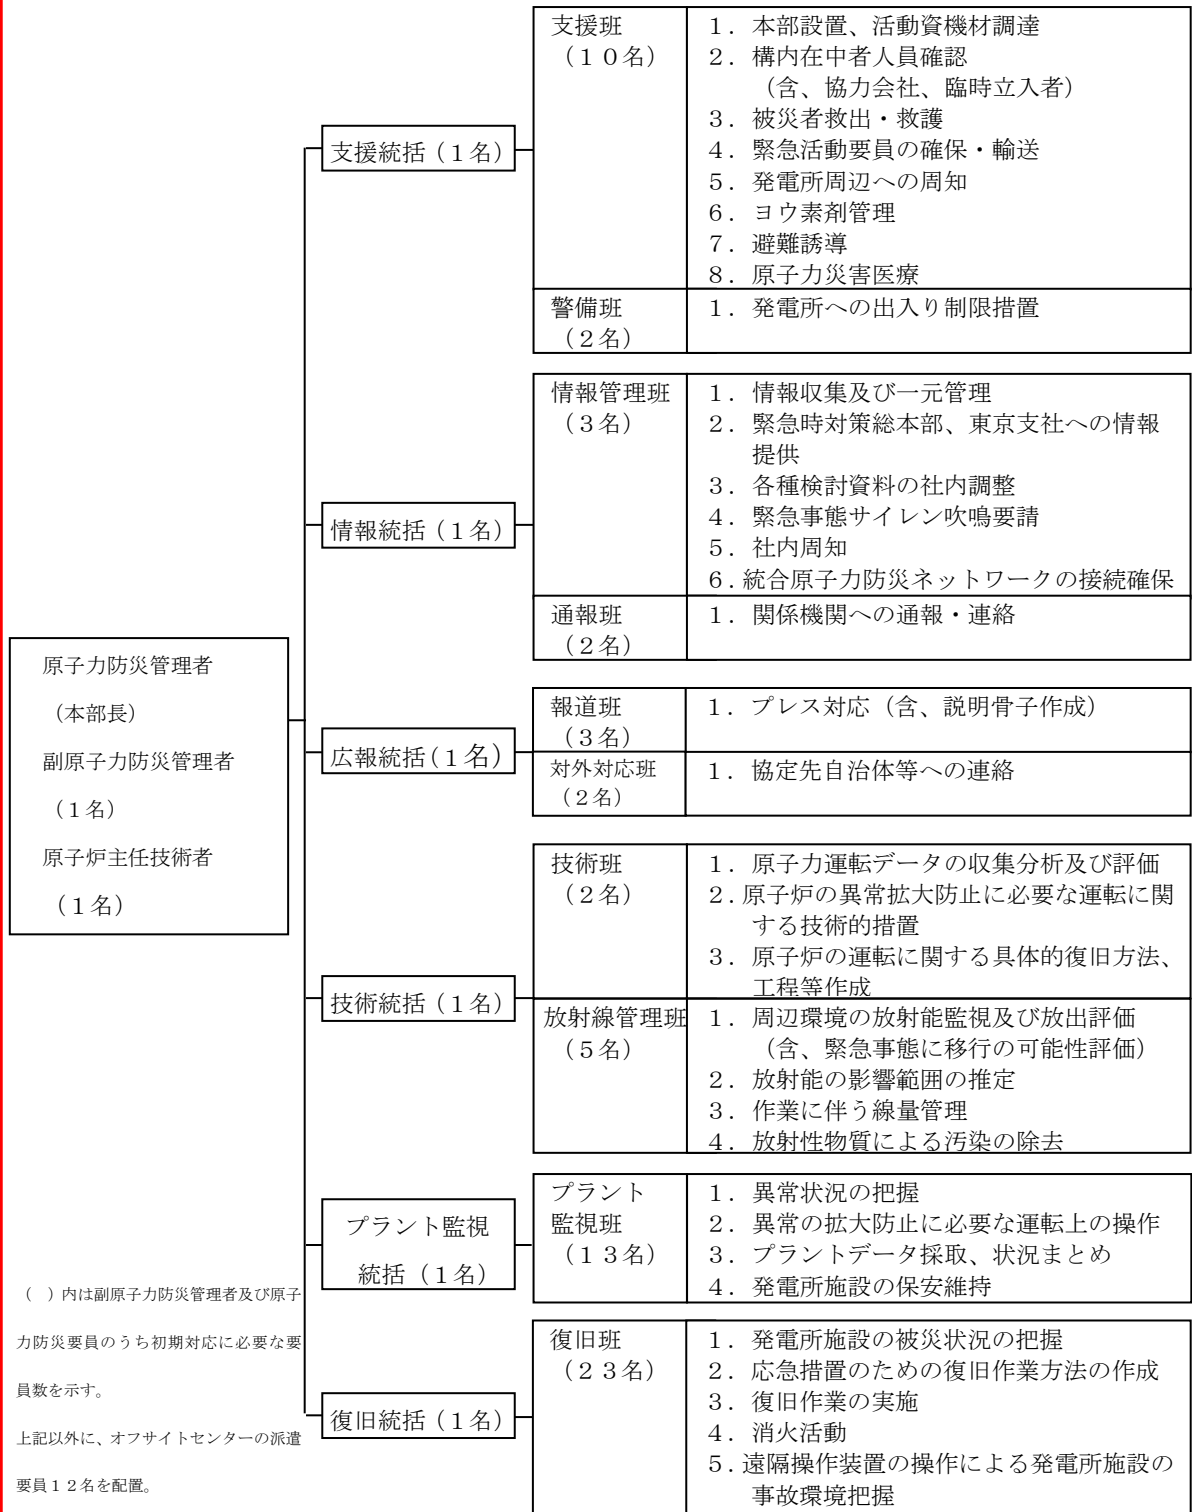 支援班
（１０名）
１．本部設置、活動資機材調達
２．構内在中者人員確認
（含、協力会社、臨時立入者）
３．被災者救出・救護
４．緊急活動要員の確保・輸送
５．発電所周辺への周知
６．ヨウ素剤管理
７．避難誘導
８．原子力災害医療
支援統括（１名）
警備班
（２名）
１．発電所への出入り制限措置
情報管理班
（３名）
１．情報収集及び一元管理
２．緊急時対策総本部、東京支社への情報
提供
３．各種検討資料の社内調整
４．緊急事態サイレン吹鳴要請
５．社内周知
６．統合原子力防災ネットワークの接続確保
情報統括（１名）
通報班
（２名）
１．関係機関への通報・連絡
原子力防災管理者
（本部長）
副原子力防災管理者
（１名）
原子炉主任技術者
（１名）
報道班
（３名）
１．プレス対応（含、説明骨子作成）
広報統括（１名）
対外対応班
（２名）
１．協定先自治体等への連絡
技術班
（２名）
１．原子力運転データの収集分析及び評価
２．原子炉の異常拡大防止に必要な運転に関
する技術的措置
３．原子炉の運転に関する具体的復旧方法、
工程等作成
技術統括（１名）
放射線管理班
（５名）
１．周辺環境の放射能監視及び放出評価
（含、緊急事態に移行の可能性評価）
２．放射能の影響範囲の推定
３．作業に伴う線量管理
４．放射性物質による汚染の除去
プラント監視
統括（１名）
プラント
監視班
（１３名）
１．異常状況の把握
２．異常の拡大防止に必要な運転上の操作
３．プラントデータ採取、状況まとめ
４．発電所施設の保安維持
復旧統括（１名）
復旧班
（２３名）
１．発電所施設の被災状況の把握
２．応急措置のための復旧作業方法の作成
３．復旧作業の実施
４．消火活動
５．遠隔操作装置の操作による発電所施設の
事故環境把握
（　）内は副原子力防災管理者及び原子
力防災要員のうち初期対応に必要な要
員数を示す。
上記以外に、オフサイトセンターの派遣
要員１２名を配置。